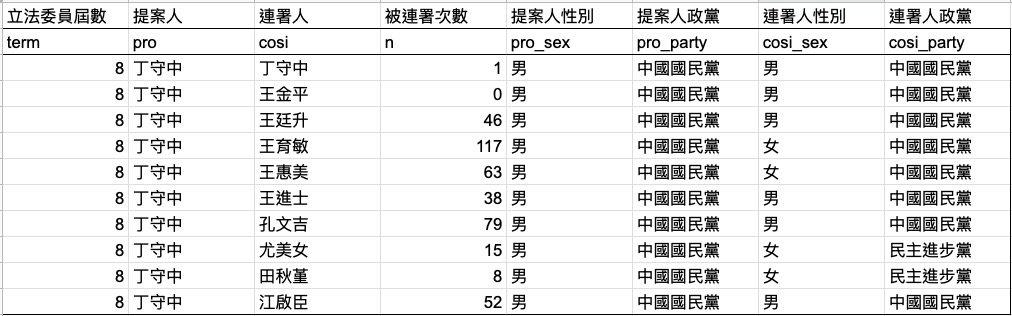 立法委員屆數 提案人 連署人 被連署次數 提案人性別 提案人政黨 連署人性別 連署人政黨
term pro cosi n pro_sex pro_party cosi_sex cosi_party
8 丁守中 丁守中 1 男 中國國民黨 男 中國國民黨
8 丁守中 王金平 0 男 中國國民黨 男 中國國民黨
8 丁守中 王廷升 46 男 中國國民黨 男 中國國民黨
8 丁守中 王育敏 117 男 中國國民黨 女 中國國民黨
8 丁守中 王惠美 63 男 中國國民黨 女 中國國民黨
8 丁守中 王進士 38 男 中國國民黨 男 中國國民黨
8 丁守中 孔文吉 79 男 中國國民黨 男 中國國民黨
8 丁守中 尤美女 15 男 中國國民黨 女 民主進步黨
8 丁守中 田秋堇 8 男 中國國民黨 女 民主進步黨
8 丁守中 江啟臣 52 男 中國國民黨 男 中國國民黨